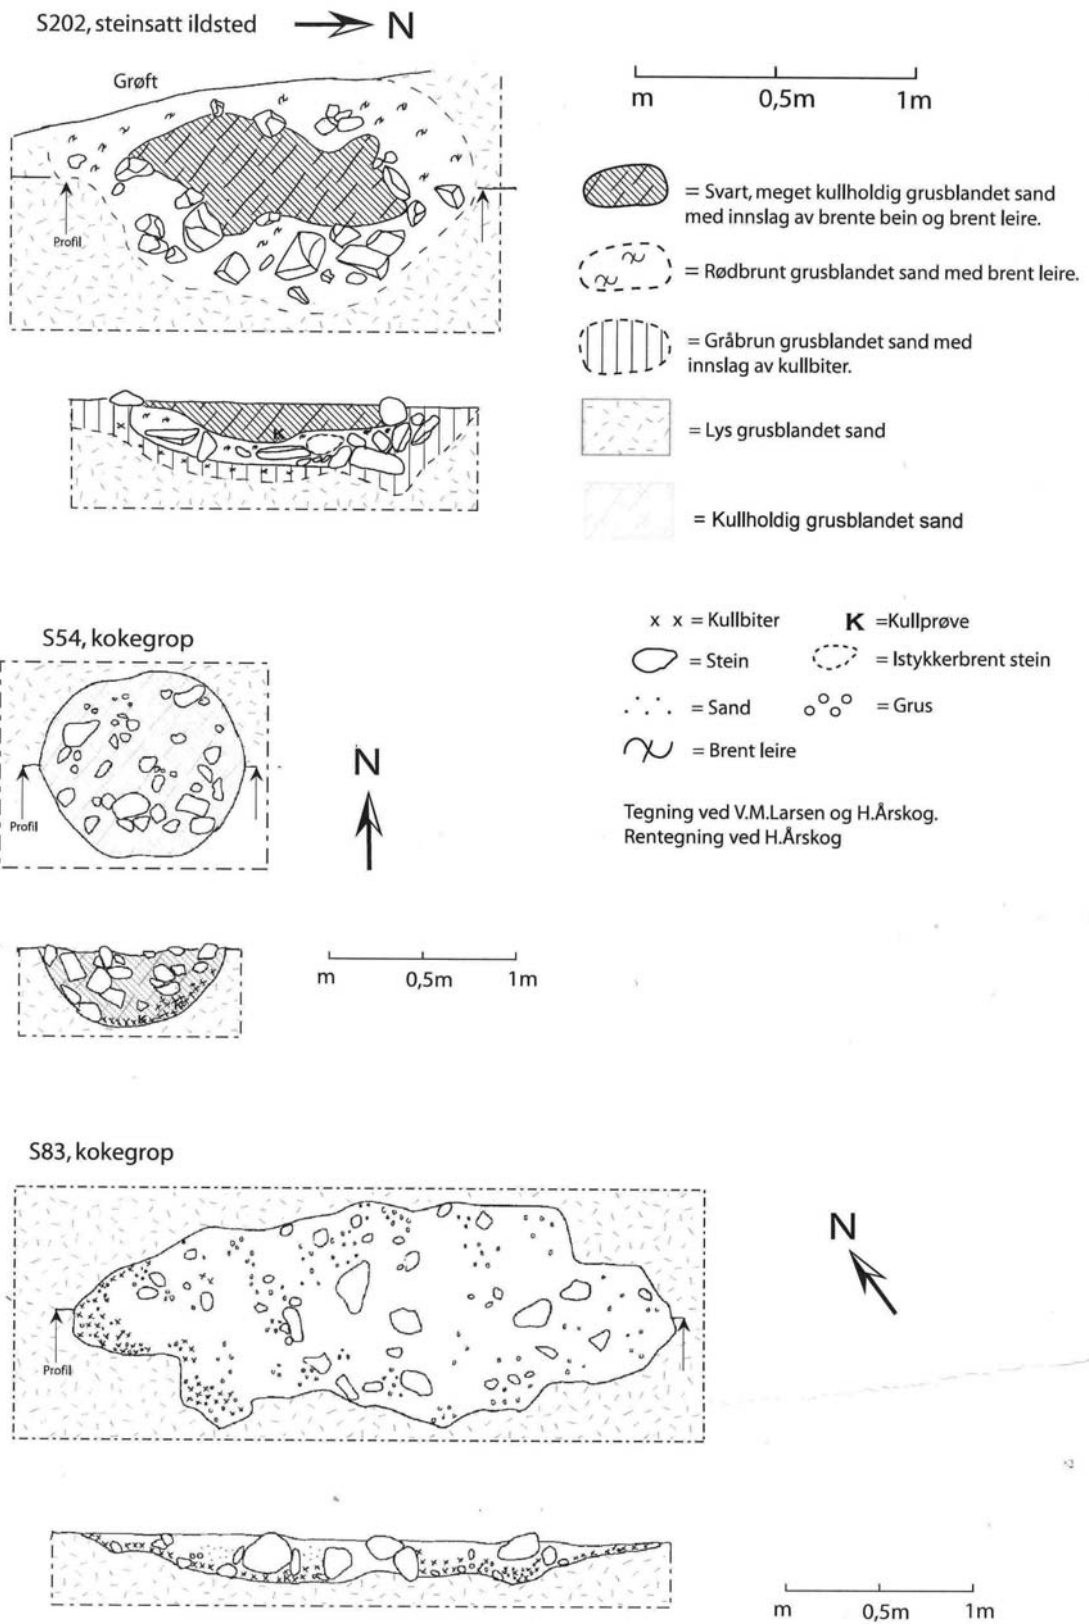 S202, steinsatt ildsted N
Grøft
Profil
m 0,5m 1m
= Svart, meget kullholdig grusblandet sand
med innslag av brente bein og brent leire.
= Rødbrunt grusblandet sand med brent leire.
= Gråbrun grusblandet sand med
innslag av kullbiter.
= Lys grusblandet sand
= Kullholdig grusblandet sand
K
x x = Kullbiter K =Kullprøve
= Stein = Istykkerbrent stein
= Sand = Grus
= Brent leire
Tegning ved V.M.Larsen og H.Årskog.
Rentegning ved H.Årskog
S54, kokegrop
N
Profil
K
m 0,5m 1m
S83, kokegrop
N
Profil
m 0,5m 1m